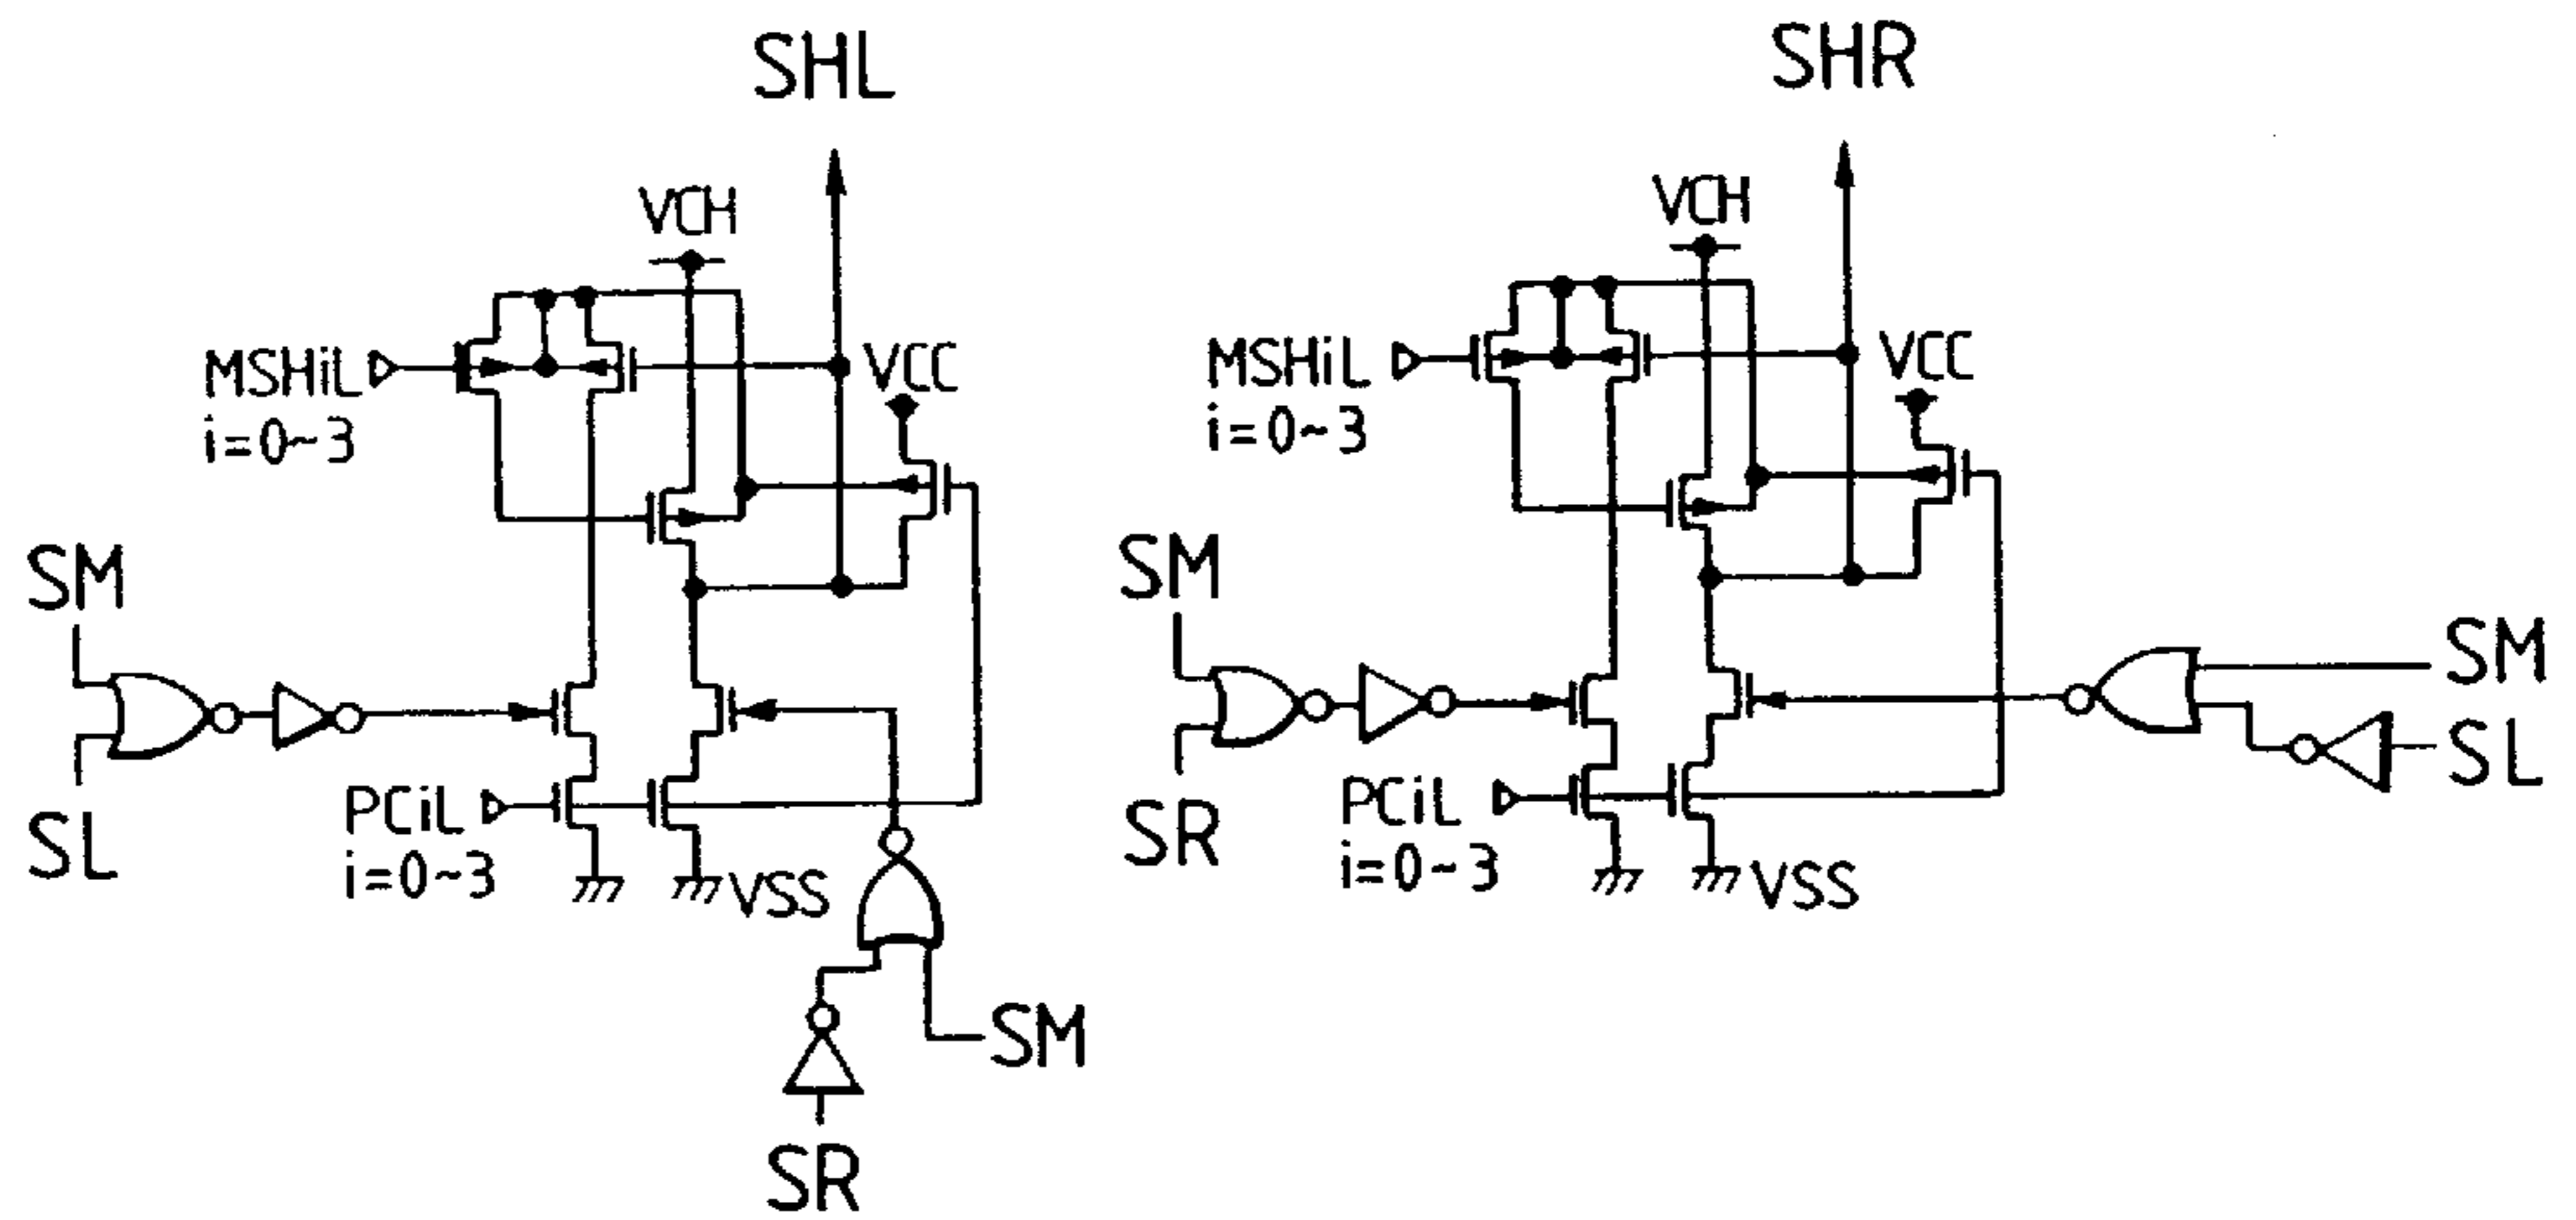 SHL
VCH
MSHiL
i=0~3
VCC
SM
SL
PCiL
i=0~3
VSS
SM
SR
SHR
VCH
MSHiL
i=0~3
VCC
SM
SR
PCiL
i=0~3
VSS
SM
SL